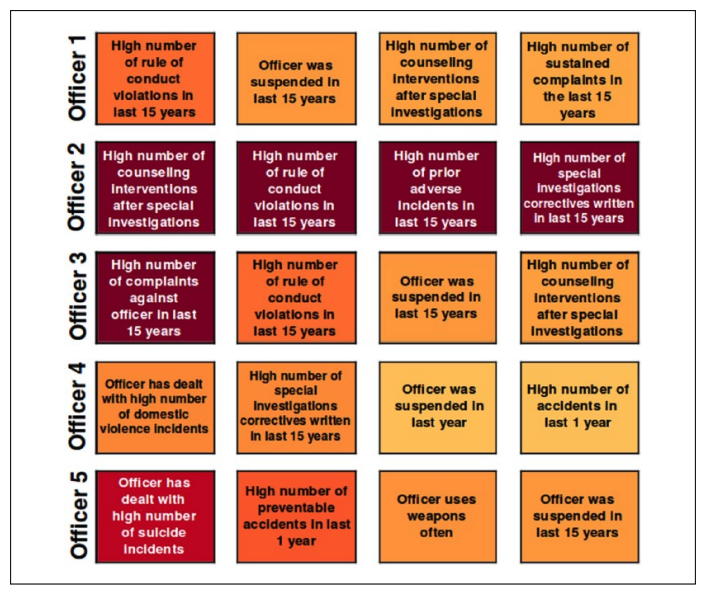 Officer 1
High number
of rule of
conduct
violations in
last 15 years
Officer was
suspended in
last 15 years
High number of
counseling
interventions
after special
investigations
High number of
sustained
complaints in
the last 15
years
Officer 2
High number of
counseling
interventions
after special
investigations
High number
of rule of
conduct
violations in
last 15 years
High number
of prior
adverse
incidents in
last 15 years
High number of
special
investigations
correctives written
in last 15 years
Officer 3
High number
of complaints
against
officer in last
15 years
High number
of rule of
conduct
violations in
last 15 years
Officer was
suspended in
last 15 years
High number of
counseling
interventions
after special
investigations
Officer 4
Officer has dealt
with high number
of domestic
violence incidents
High number of
special
investigations
correctives written
in last 15 years
Officer was
suspended in
last year
High number of
accidents in
last 1 year
Officer 5
Officer has
dealt with
high number
of suicide
incidents
High number of
preventable
accidents in last
1 year
Officer uses
weapons
often
Officer was
suspended in
last 15 years